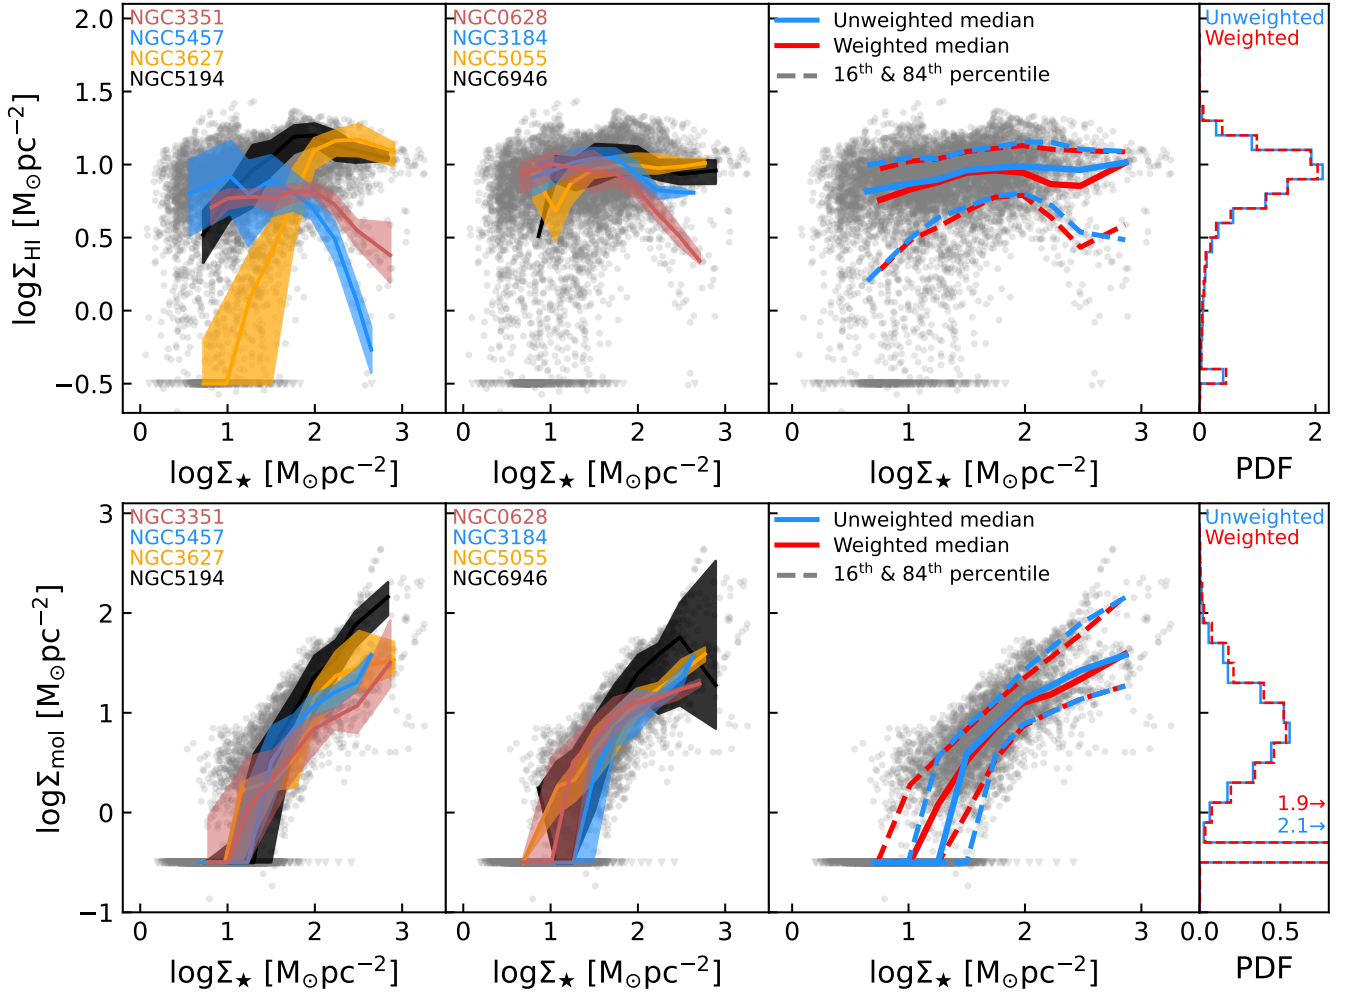 NGC3351
NGC5457
NGC3627
NGC5194
NGC0628
NGC3184
NGC5055
NGC6946
Unweighted median
Weighted median
16th & 84th percentile
Unweighted
Weighted
2.0
1.5
1.0
0.5
0.0
−0.5
logΣHI [M⊙pc−2]
0 1 2 3
0 1 2 3
0 1 2 3
0 2
logΣ★ [M⊙pc−2]
logΣ★ [M⊙pc−2]
logΣ★ [M⊙pc−2]
PDF
NGC3351
NGC5457
NGC3627
NGC5194
NGC0628
NGC3184
NGC5055
NGC6946
Unweighted median
Weighted median
16th & 84th percentile
Unweighted
Weighted
1.9→
2.1→
3
2
1
0
−1
logΣmol [M⊙pc−2]
0 1 2 3
0 1 2 3
0 1 2 3
0.0 0.5
logΣ★ [M⊙pc−2]
logΣ★ [M⊙pc−2]
logΣ★ [M⊙pc−2]
PDF